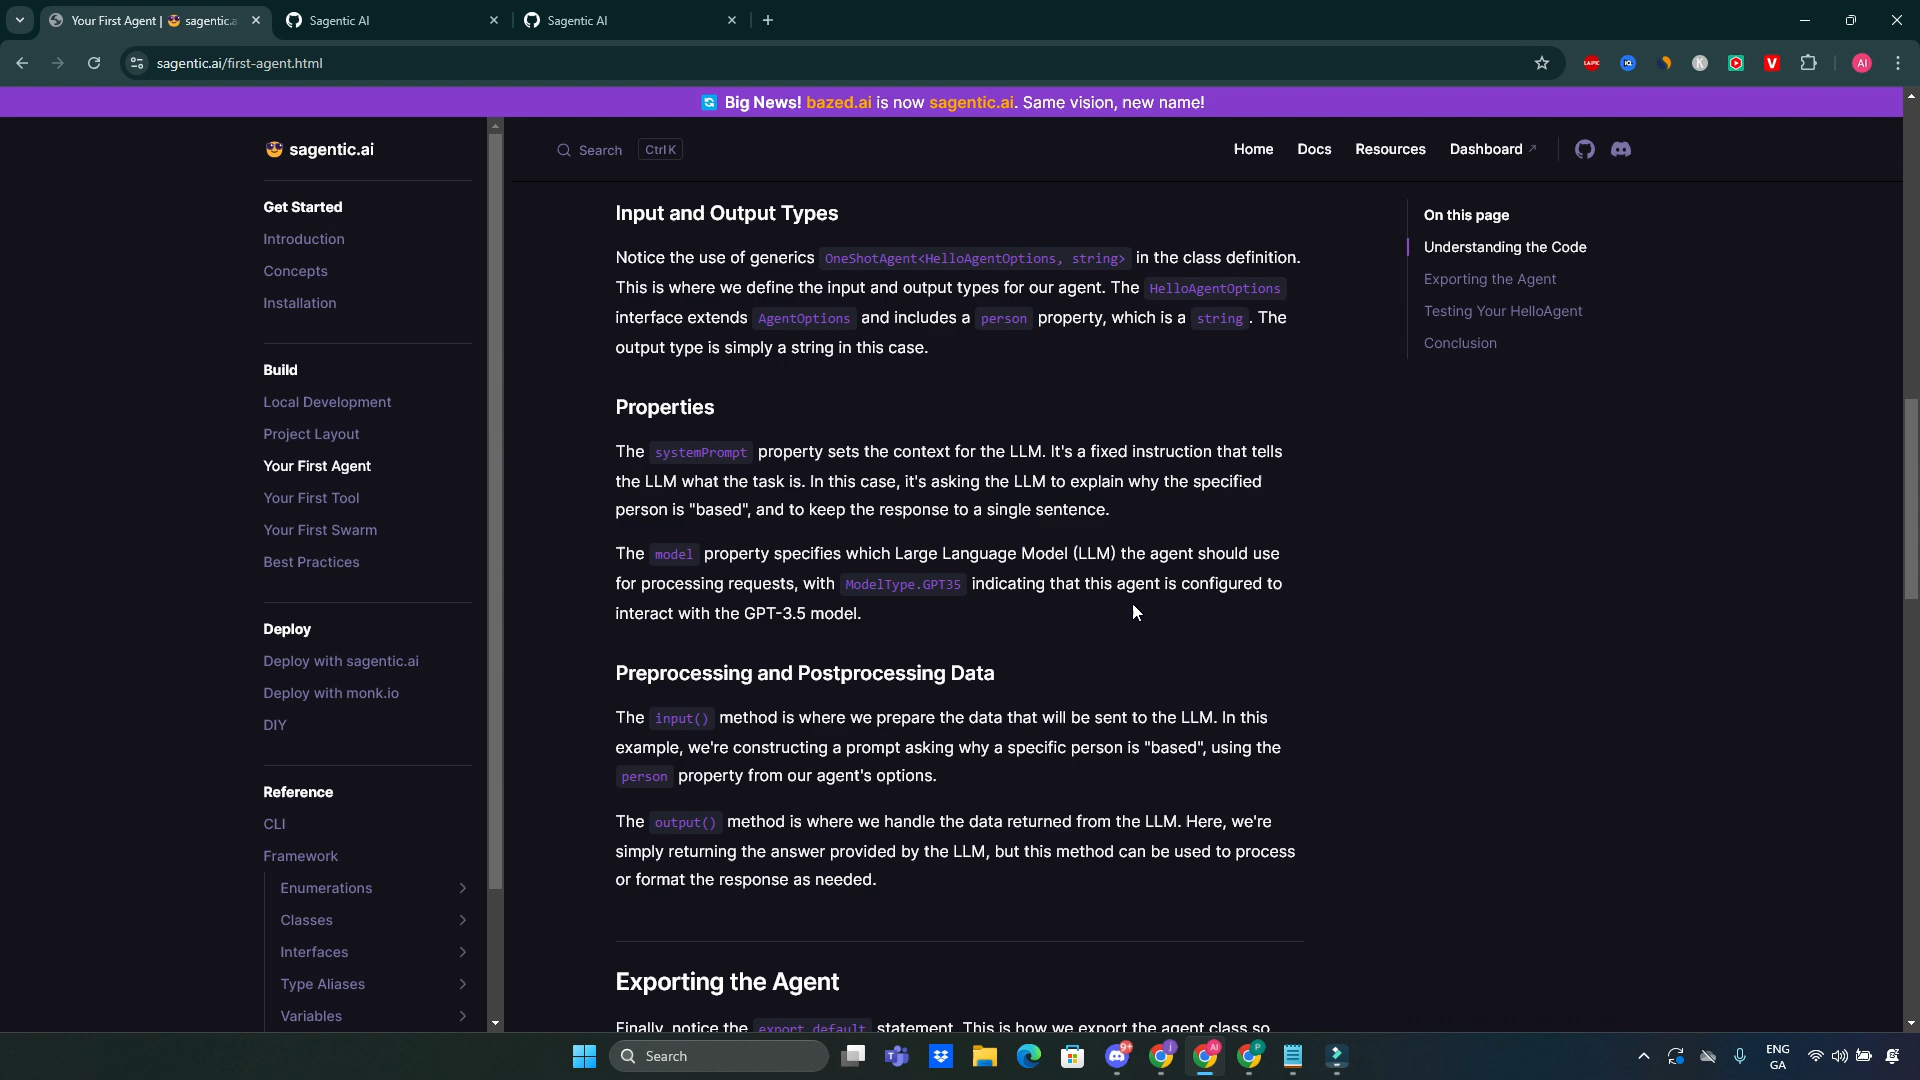 Your First Agent | 😎 sagentic.a
Sagentic AI
Sagentic AI
sagentic.ai/first-agent.html
Big News! bazed.ai is now sagentic.ai. Same vision, new name!
sagentic.ai
Search Ctrl K
Home Docs Resources Dashboard
Get Started
Introduction
Concepts
Installation
Build
Local Development
Project Layout
Your First Agent
Your First Tool
Your First Swarm
Best Practices
Deploy
Deploy with sagentic.ai
Deploy with monk.io
DIY
Reference
CLI
Framework
Enumerations
Classes
Interfaces
Type Aliases
Variables
Input and Output Types
Notice the use of generics OneShotAgent<HelloAgentOptions, string> in the class definition.
This is where we define the input and output types for our agent. The HelloAgentOptions
interface extends AgentOptions and includes a person property, which is a string. The
output type is simply a string in this case.
Properties
The systemPrompt property sets the context for the LLM. It's a fixed instruction that tells
the LLM what the task is. In this case, it's asking the LLM to explain why the specified
person is "based", and to keep the response to a single sentence.
The model property specifies which Large Language Model (LLM) the agent should use
for processing requests, with ModelType.GPT35 indicating that this agent is configured to
interact with the GPT-3.5 model.
Preprocessing and Postprocessing Data
The input() method is where we prepare the data that will be sent to the LLM. In this
example, we're constructing a prompt asking why a specific person is "based", using the
person property from our agent's options.
The output() method is where we handle the data returned from the LLM. Here, we're
simply returning the answer provided by the LLM, but this method can be used to process
or format the response as needed.
Exporting the Agent
Finally, notice the export default statement. This is how we export the agent class so
On this page
Understanding the Code
Exporting the Agent
Testing Your HelloAgent
Conclusion
Search
ENG
GA